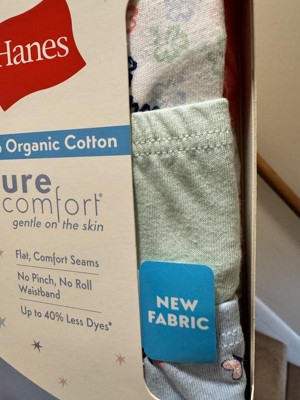 Hanes
Organic Cotton
ure
comfort®
gentle on the skin
Flat, Comfort Seams
No Pinch, No Roll
Waistband
Up to 40% Less Dyes*
NEW
FABRIC